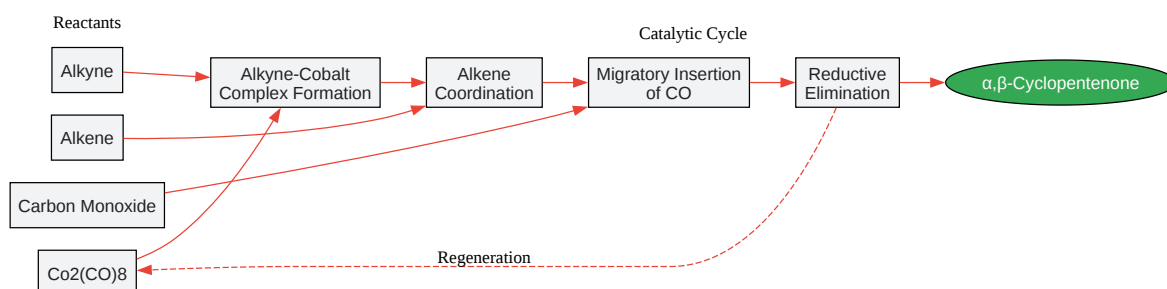 Reactants
Catalytic Cycle
Alkyne
Alkyne-Cobalt
Complex Formation
Alkene
Coordination
Migratory Insertion
of CO
Reductive
Elimination
α,β-Cyclopentenone
Alkene
Carbon Monoxide
Co2(CO)8
Regeneration